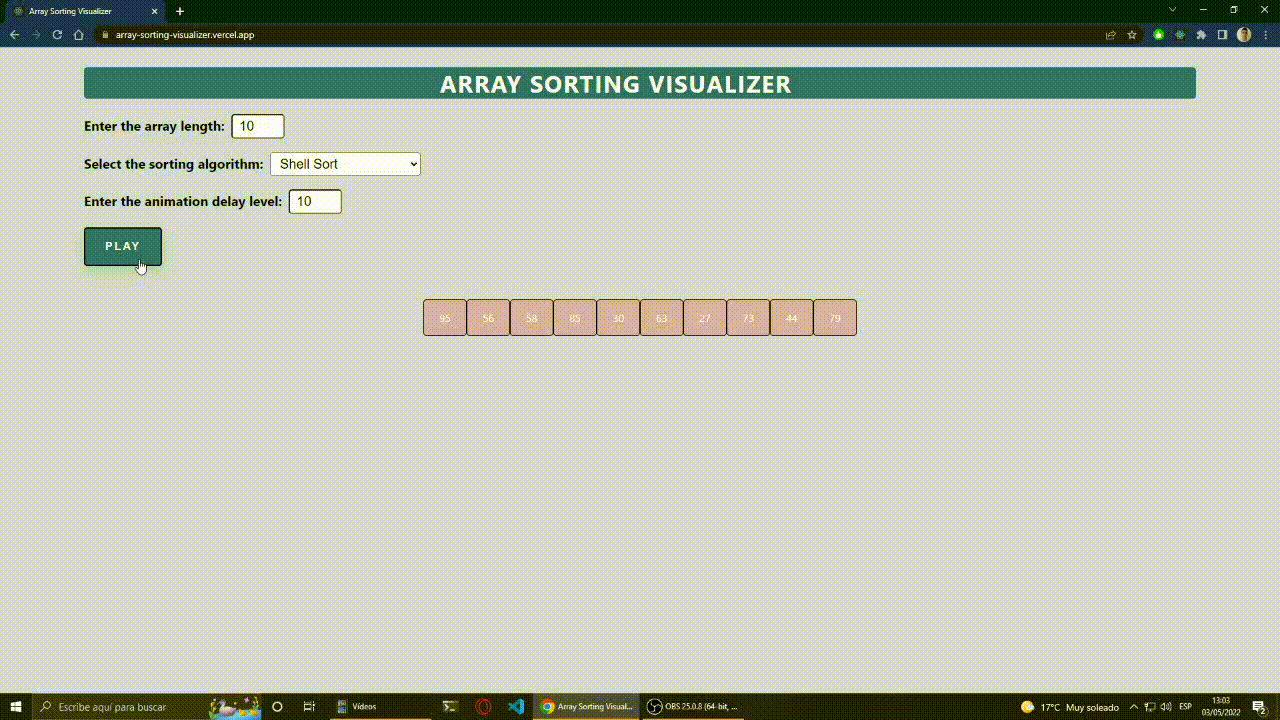 Array Sorting Visualizer
array-sorting-visualizer.vercel.app
ARRAY SORTING VISUALIZER
Enter the array length: 10
Select the sorting algorithm: Shell Sort
Enter the animation delay level: 10
PLAY
95 56 58 85 30 63 27 73 44 79
Escribe aquí para buscar
Vídeos
Array Sorting Visual...
OBS 25.0.8 (64-bit, ...
17°C Muy soleado
ESP
13:03
03/05/2022
2